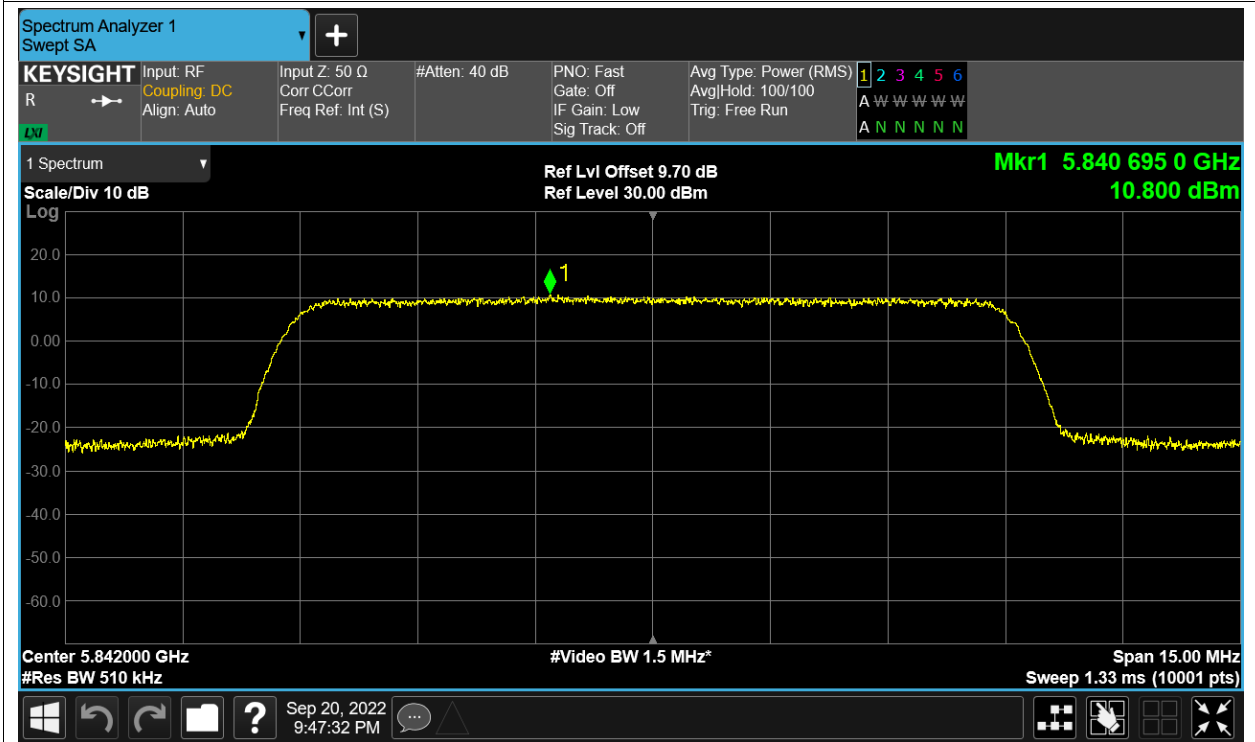 Spectrum Analyzer 1
Swept SA
+
KEYSIGHT
R
LXI
Input: RF
Coupling: DC
Align: Auto
Input Z: 50 Ω
Corr CCorr
Freq Ref: Int (S)
#Atten: 40 dB
PNO: Fast
Gate: Off
IF Gain: Low
Sig Track: Off
Avg Type: Power (RMS)
Avg|Hold: 100/100
Trig: Free Run
1 2 3 4 5 6
A W W W W W
A N N N N N
1 Spectrum
Scale/Div 10 dB
Log
Ref Lvl Offset 9.70 dB
Ref Level 30.00 dBm
Mkr1 5.840 695 0 GHz
10.800 dBm
1
20.0
10.0
0.00
-10.0
-20.0
-30.0
-40.0
-50.0
-60.0
Center 5.842000 GHz
#Res BW 510 kHz
#Video BW 1.5 MHz*
Span 15.00 MHz
Sweep 1.33 ms (10001 pts)
?
Sep 20, 2022
9:47:32 PM